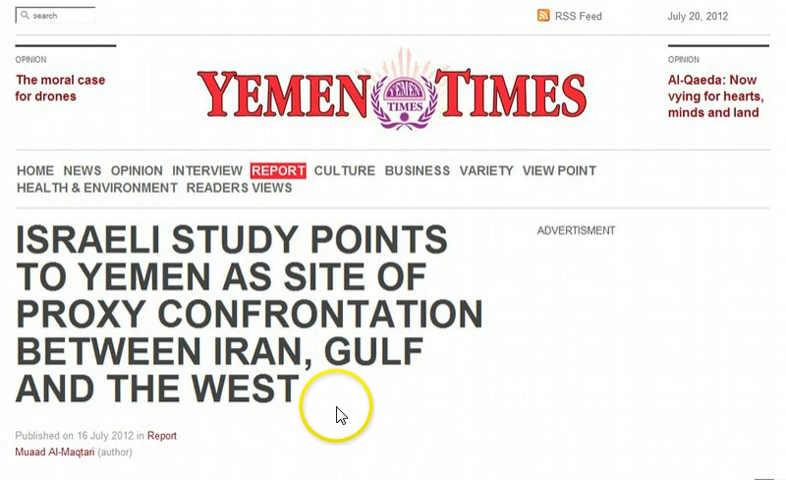 search
RSS Feed
July 20, 2012
OPINION
The moral case
for drones
YEMEN TIMES
YEMEN
TIMES
OPINION
Al-Qaeda: Now
vying for hearts,
minds and land
HOME NEWS OPINION INTERVIEW REPORT CULTURE BUSINESS VARIETY VIEW POINT
HEALTH & ENVIRONMENT READERS VIEWS
ISRAELI STUDY POINTS
TO YEMEN AS SITE OF
PROXY CONFRONTATION
BETWEEN IRAN, GULF
AND THE WEST
ADVERTISMENT
Published on 16 July 2012 in Report
Muaad Al-Maqtari (author)